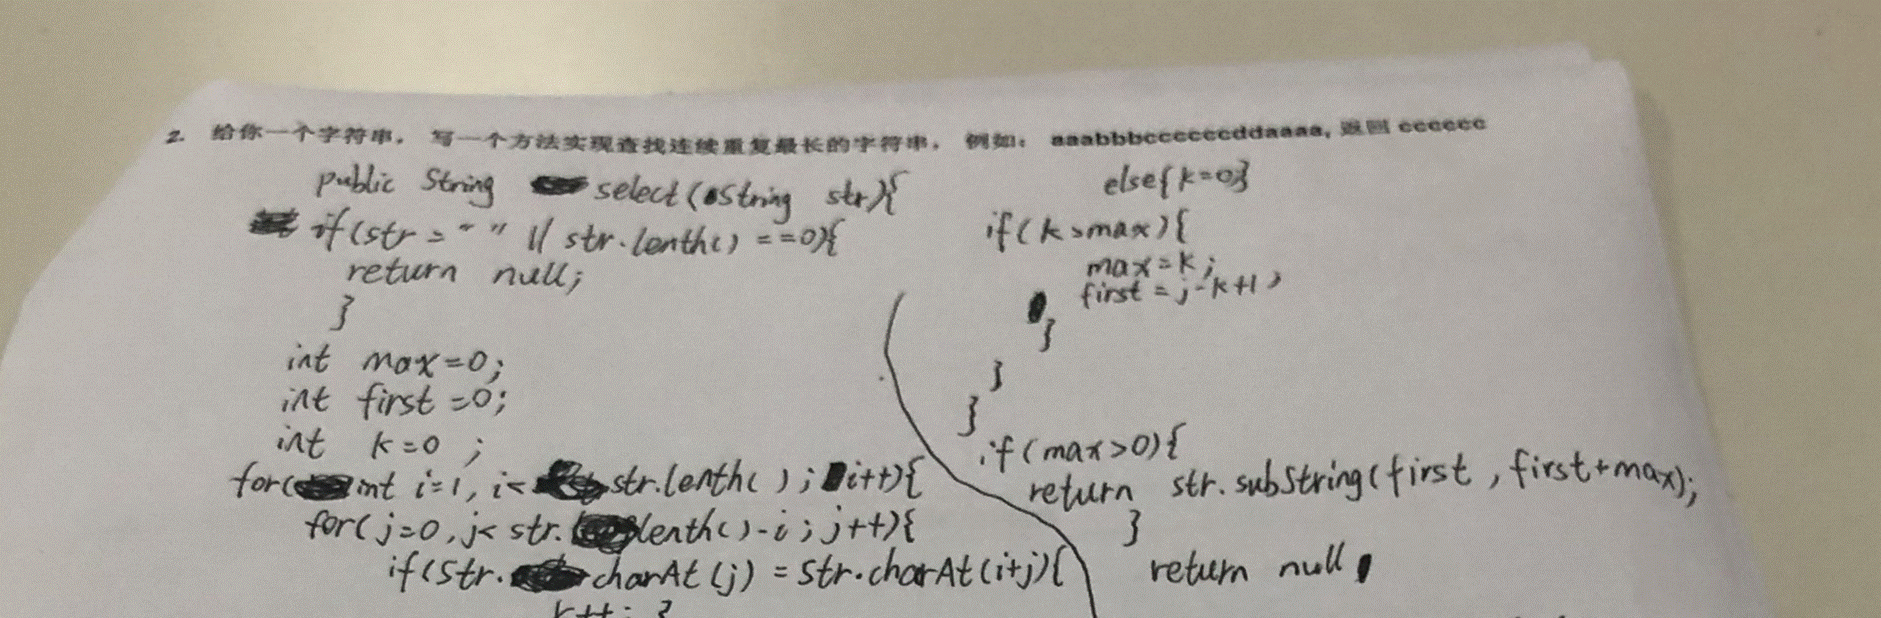 2. 给你一个字符串， 写一个方法实现查找连续重复最长的字符串， 例如： aaabbbccccccddaaaa, 返回 cccccc
public String select(String str){
if(str = " " || str.lenth() ==0){
return null;
}
int max=0;
int first=0;
int k=0 ;
for(int i=1, i< str.lenth( ) ; i++){
for(j=0, j< str.lenth()-i ; j++){
if(str.charAt(j) = str.charAt(i+j){
k++; }
else{k=0}
if(k>max){
max=k;
first=j-k+1;
}
}
}
if(max>0){
return str.subString(first, first+max);
}
return null